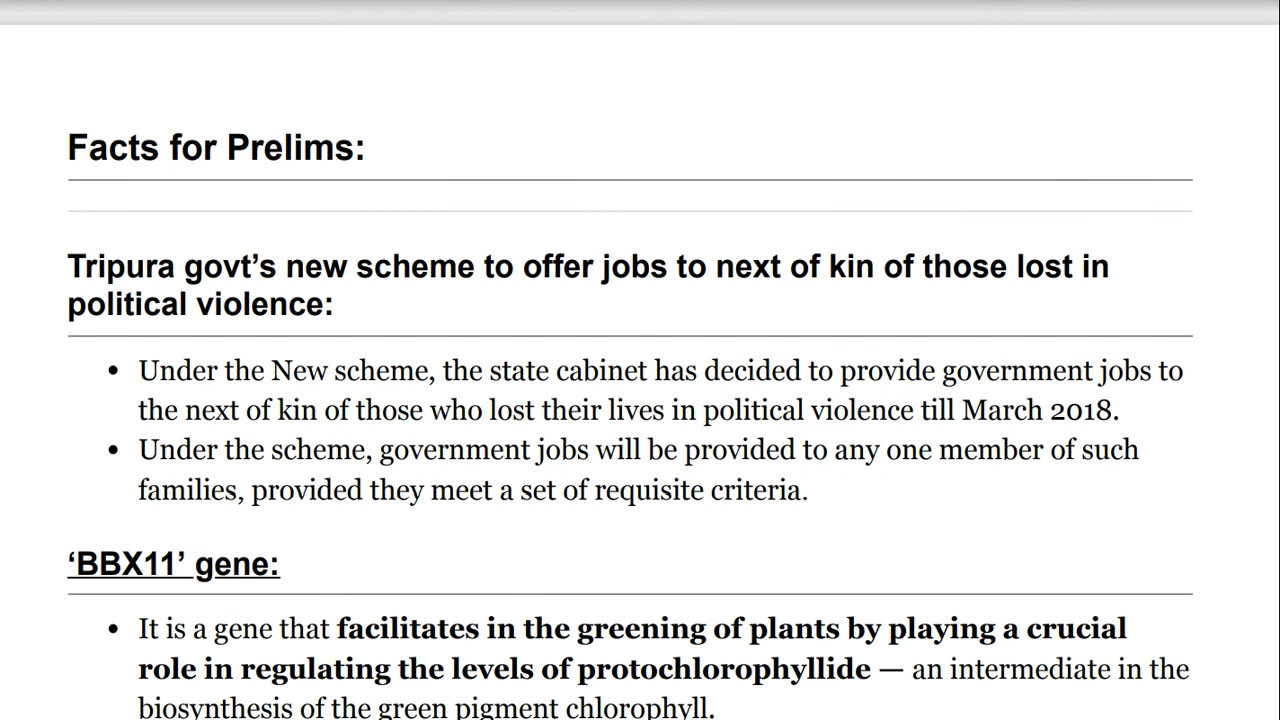 Facts for Prelims:
Tripura govt’s new scheme to offer jobs to next of kin of those lost in
political violence:
• Under the New scheme, the state cabinet has decided to provide government jobs to
the next of kin of those who lost their lives in political violence till March 2018.
• Under the scheme, government jobs will be provided to any one member of such
families, provided they meet a set of requisite criteria.
‘BBX11’ gene:
• It is a gene that facilitates in the greening of plants by playing a crucial
role in regulating the levels of protochlorophyllide — an intermediate in the
biosynthesis of the green pigment chlorophyll.